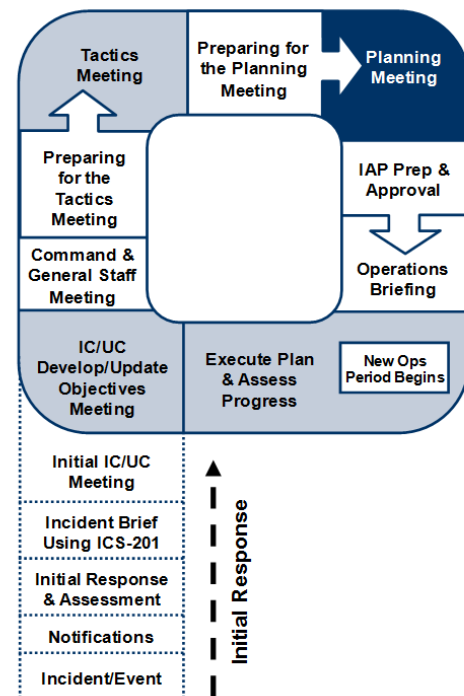 Tactics
Meeting
Preparing for
the Planning
Meeting
Planning
Meeting
Preparing
for the
Tactics
Meeting
IAP Prep &
Approval
Command &
General Staff
Meeting
Operations
Briefing
IC/UC
Develop/Update
Objectives
Meeting
Execute Plan
& Assess
Progress
New Ops
Period Begins
Initial IC/UC
Meeting
Incident Brief
Using ICS-201
Initial Response
& Assessment
Notifications
Incident/Event
Initial Response